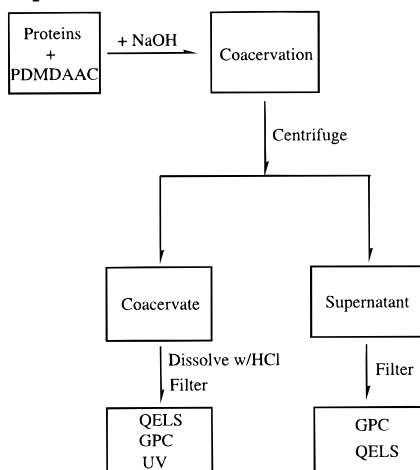 Proteins
+
PDMDAAC
+ NaOH
Coacervation
Centrifuge
Coacervate
Supernatant
Dissolve w/HCl
Filter
Filter
QELS
GPC
UV
GPC
QELS